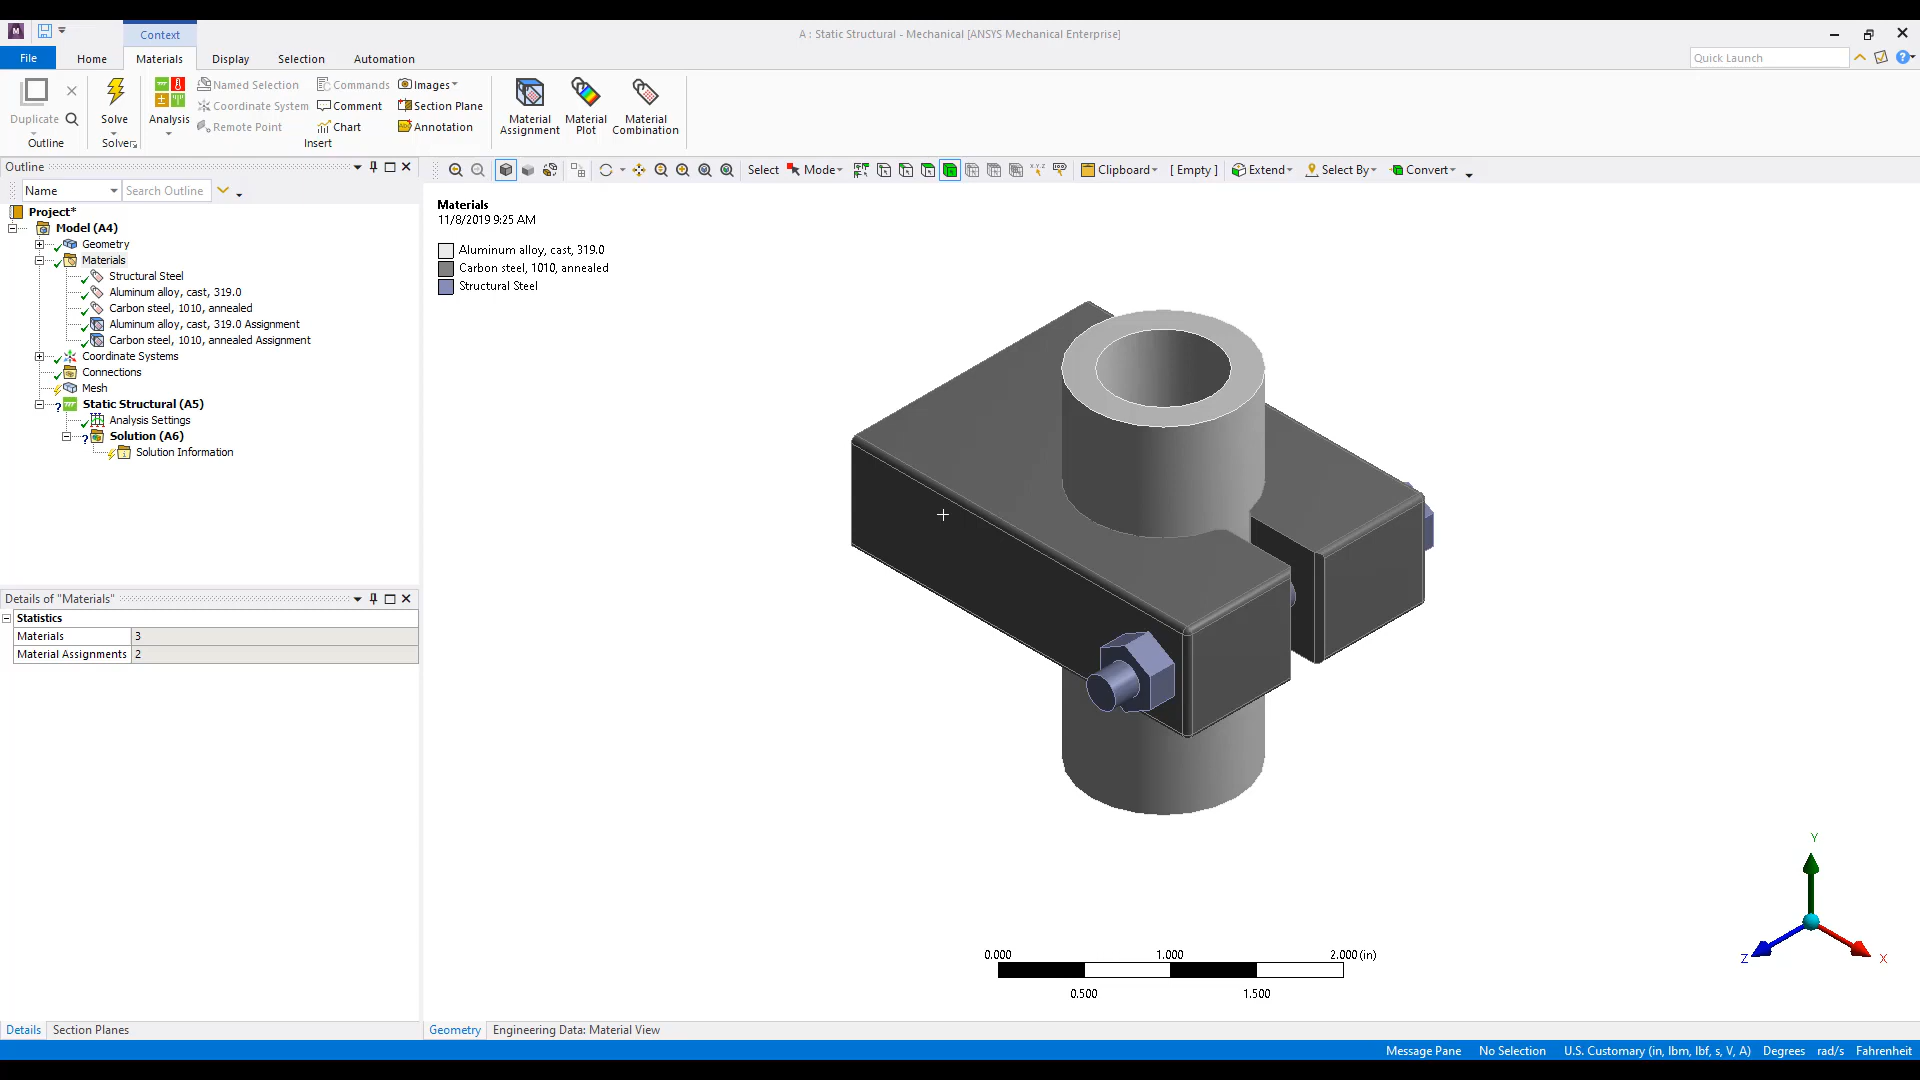 Context
A : Static Structural - Mechanical [ANSYS Mechanical Enterprise]
File
Home
Materials
Display
Selection
Automation
Quick Launch
Duplicate
Outline
Solve
Solver
Analysis
Named Selection
Coordinate System
Remote Point
Commands
Comment
Chart
Images
Section Plane
Annotation
Insert
Material Assignment
Material Plot
Material Combination
Outline
Name
Search Outline
Select
Mode
Clipboard
[ Empty ]
Extend
Select By
Convert
Project*
Model (A4)
Geometry
Materials
Structural Steel
Aluminum alloy, cast, 319.0
Carbon steel, 1010, annealed
Aluminum alloy, cast, 319.0 Assignment
Carbon steel, 1010, annealed Assignment
Coordinate Systems
Connections
Mesh
Static Structural (A5)
Analysis Settings
Solution (A6)
Solution Information
Details of "Materials"
Statistics
Materials 3
Material Assignments 2
Details
Section Planes
Materials
11/8/2019 9:25 AM
Aluminum alloy, cast, 319.0
Carbon steel, 1010, annealed
Structural Steel
Y
Z
X
0.000 1.000 2.000 (in)
0.500 1.500
Geometry
Engineering Data: Material View
Message Pane
No Selection
U.S. Customary (in, lbm, lbf, s, V, A)
Degrees
rad/s
Fahrenheit